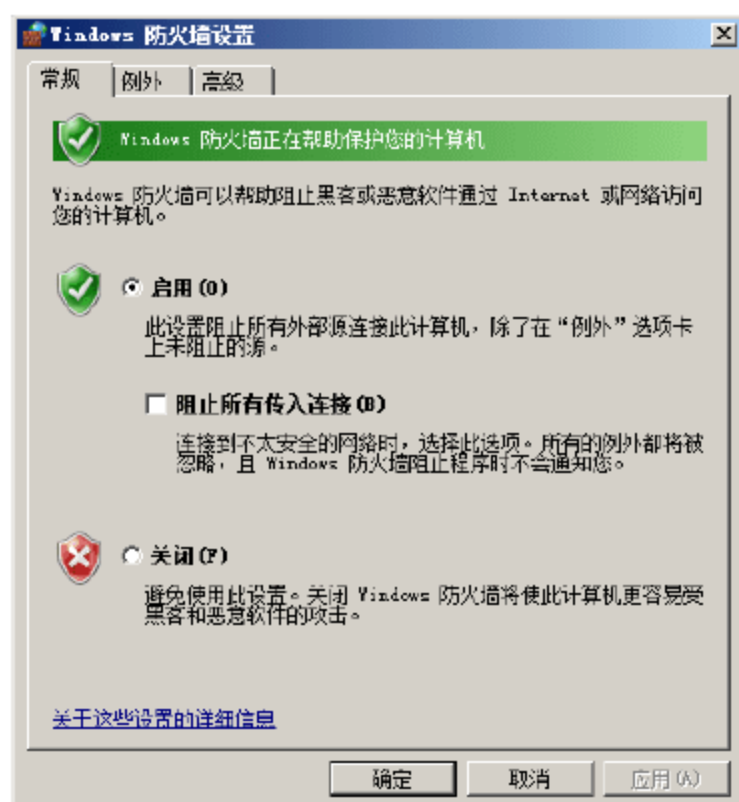 Windows 防火墙设置
常规
例外
高级
Windows 防火墙正在帮助保护您的计算机
Windows 防火墙可以帮助阻止黑客或恶意软件通过 Internet 或网络访问
您的计算机。
启用(O)
此设置阻止所有外部源连接此计算机，除了在“例外”选项卡
上未阻止的源。
阻止所有传入连接(B)
连接到不太安全的网络时，选择此选项。所有的例外都将被
忽略，且 Windows 防火墙阻止程序时不会通知您。
关闭(F)
避免使用此设置。关闭 Windows 防火墙将使此计算机更容易受
黑客和恶意软件的攻击。
关于这些设置的详细信息
确定
取消
应用(A)